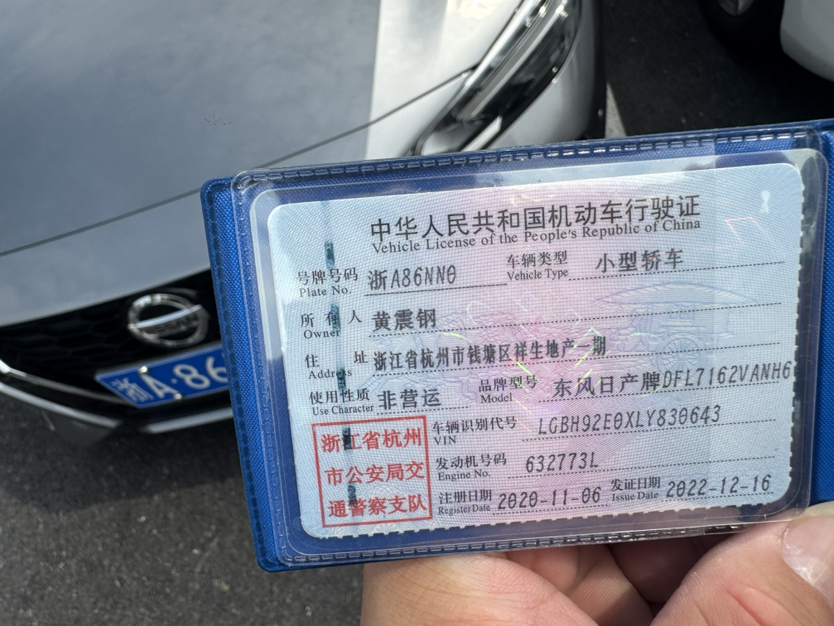 中华人民共和国机动车行驶证
Vehicle License of the People's Republic of China
号牌号码 浙A86NN0 车辆类型 小型轿车
Plate No. Vehicle Type
所有人 黄震钢
Owner
住址 浙江省杭州市钱塘区祥生地产一期
Address
使用性质 非营运 品牌型号 东风日产牌DFL7162VANH6
Use Character Model
车辆识别代号 LGBH92E0XLY830643
VIN
发动机号码 632773L
Engine No.
注册日期 2020-11-06 发证日期 2022-12-16
Register Date Issue Date
浙江省杭州
市公安局交
通警察支队
NISSAN
浙A·86